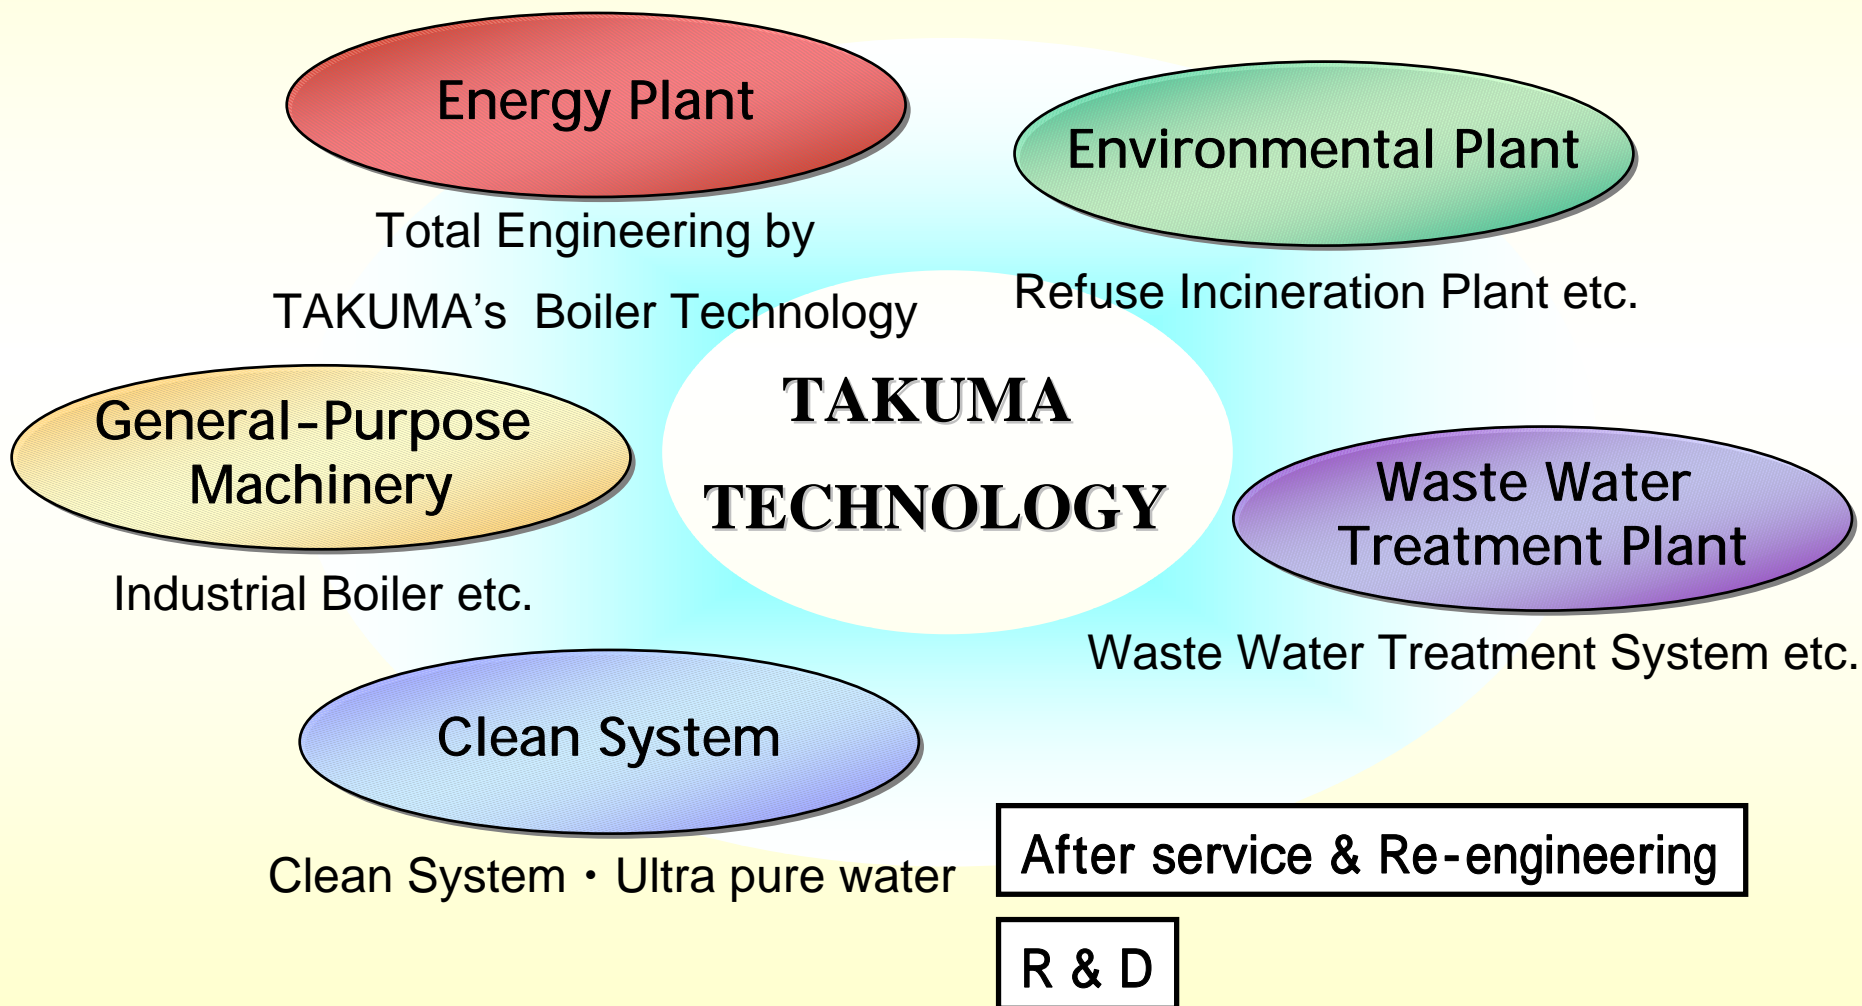 Energy Plant
Total Engineering by
TAKUMA's Boiler Technology
Environmental Plant
Refuse Incineration Plant etc.
TAKUMA
TECHNOLOGY
General-Purpose
Machinery
Industrial Boiler etc.
Waste Water
Treatment Plant
Waste Water Treatment System etc.
Clean System
Clean System・Ultra pure water
After service & Re-engineering
R & D